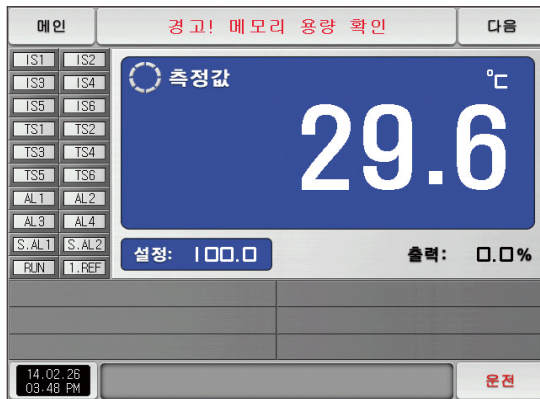 메인 경고! 메모리 용량 확인 다음
IS1 IS2
IS3 IS4
IS5 IS6
TS1 TS2
TS3 TS4
TS5 TS6
AL1 AL2
AL3 AL4
S.AL1 S.AL2
RUN 1.REF
측정값 ℃
29.6
설정: 100.0 출력: 0.0%
14.02.26
03:48 PM
운전